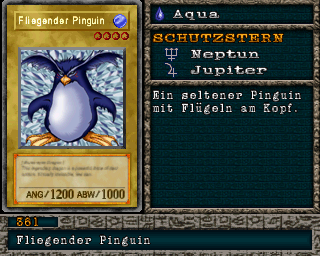 Fliegender Pinguin
ANG/1200 ABW/1000
Aqua
SCHUTZSTERN
Neptun
Jupiter
Ein seltener Pinguin
mit Flügeln am Kopf.
361
Fliegender Pinguin